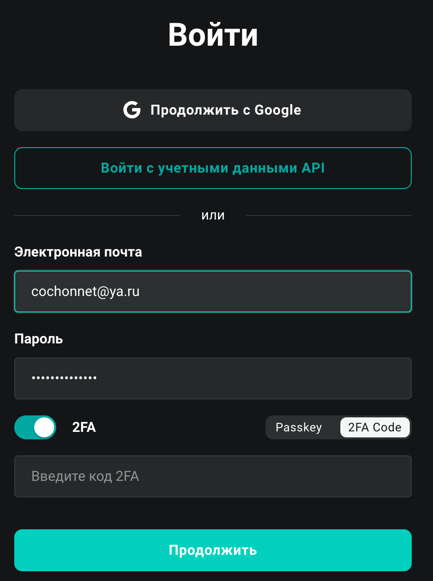 Войти
Продолжить с Google
Войти с учетными данными API
или
Электронная почта
cochonnet@ya.ru
Пароль
••••••••••••••
2FA
Passkey
2FA Code
Введите код 2FA
Продолжить